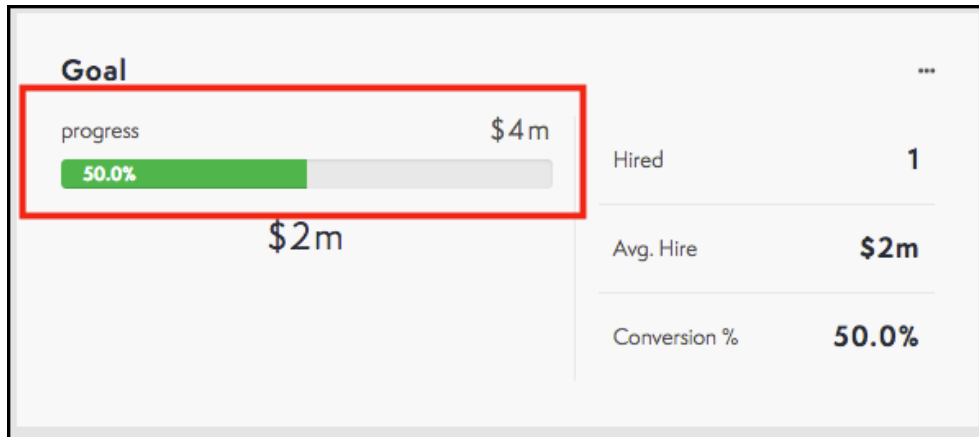 Goal
...
progress $4m
50.0%
$2m
Hired 1
Avg. Hire $2m
Conversion % 50.0%